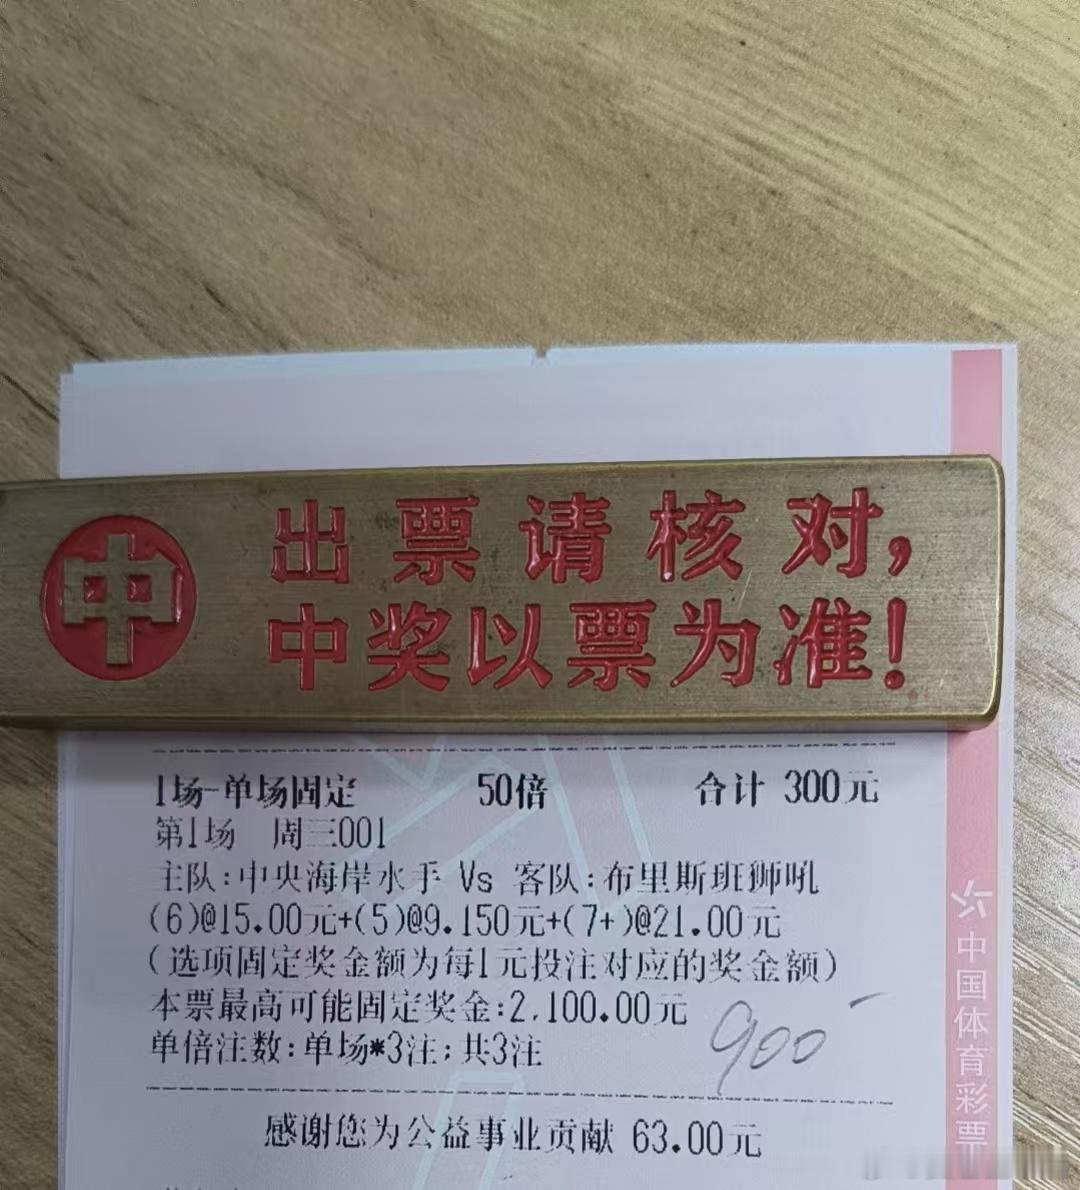 中
出票请核对，
中奖以票为准！
1场-单场固定 50倍 合计 300元
第1场 周三001
主队:中央海岸水手 Vs 客队:布里斯班狮吼
(6)@15.00元+(5)@9.150元+(7+)@21.00元
(选项固定奖金额为每1元投注对应的奖金额)
本票最高可能固定奖金:2,100.00元
900
单倍注数:单场*3注;共3注
感谢您为公益事业贡献 63.00元
中国体育彩票